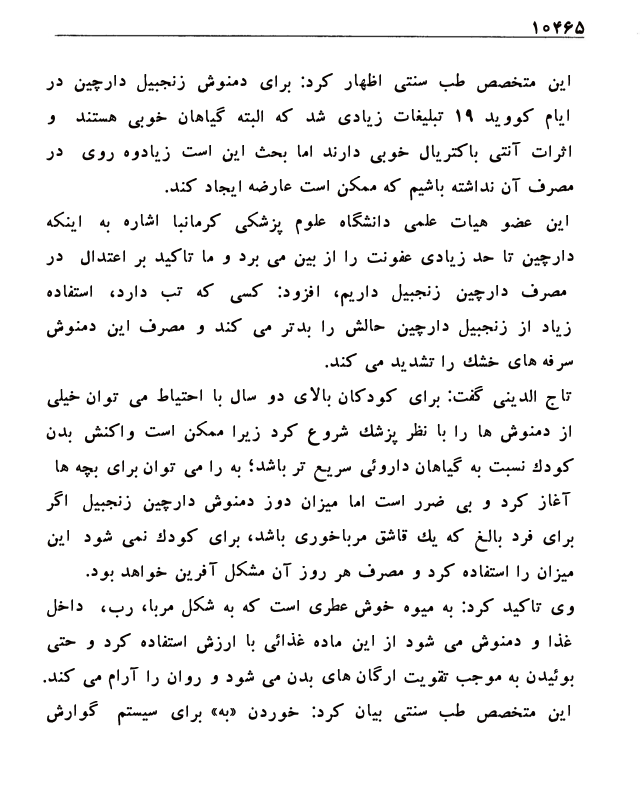 ۱۰۴۶۵
این متخصص طب سنتی اظهار کرد: برای دمنوش زنجبیل دارچین در
ایام کووید ۱۹ تبلیغات زیادی شد که البته گیاهان خوبی هستند و
اثرات آنتی باکتریال خوبی دارند اما بحث این است زیادوه روی در
مصرف آن نداشته باشیم که ممکن است عارضه ایجاد کند.
این عضو هیات علمی دانشگاه علوم پزشکی کرمانبا اشاره به اینکه
دارچین تا حد زیادی عفونت را از بین می برد و ما تاکید بر اعتدال در
مصرف دارچین زنجبیل داریم، افزود: کسی که تب دارد، استفاده
زیاد از زنجبیل دارچین حالش را بدتر می کند و مصرف این دمنوش
سرفه های خشك را تشدید می کند.
تاج الدینی گفت: برای کودکان بالای دو سال با احتیاط می توان خیلی
از دمنوش ها را با نظر پزشك شروع کرد زیرا ممکن است واکنش بدن
کودك نسبت به گیاهان داروئی سریع تر باشد؛ به را می توان برای بچه ها
آغاز کرد و بی ضرر است اما میزان دوز دمنوش دارچین زنجبیل اگر
برای فرد بالغ که یك قاشق مرباخوری باشد، برای کودك نمی شود این
میزان را استفاده کرد و مصرف هر روز آن مشکل آفرین خواهد بود.
وی تاکید کرد: به میوه خوش عطری است که به شکل مربا، رب، داخل
غذا و دمنوش می شود از این ماده غذائی با ارزش استفاده کرد و حتی
بوئیدن به موجب تقویت ارگان های بدن می شود و روان را آرام می کند.
این متخصص طب سنتی بیان کرد: خوردن «به» برای سیستم گوارش